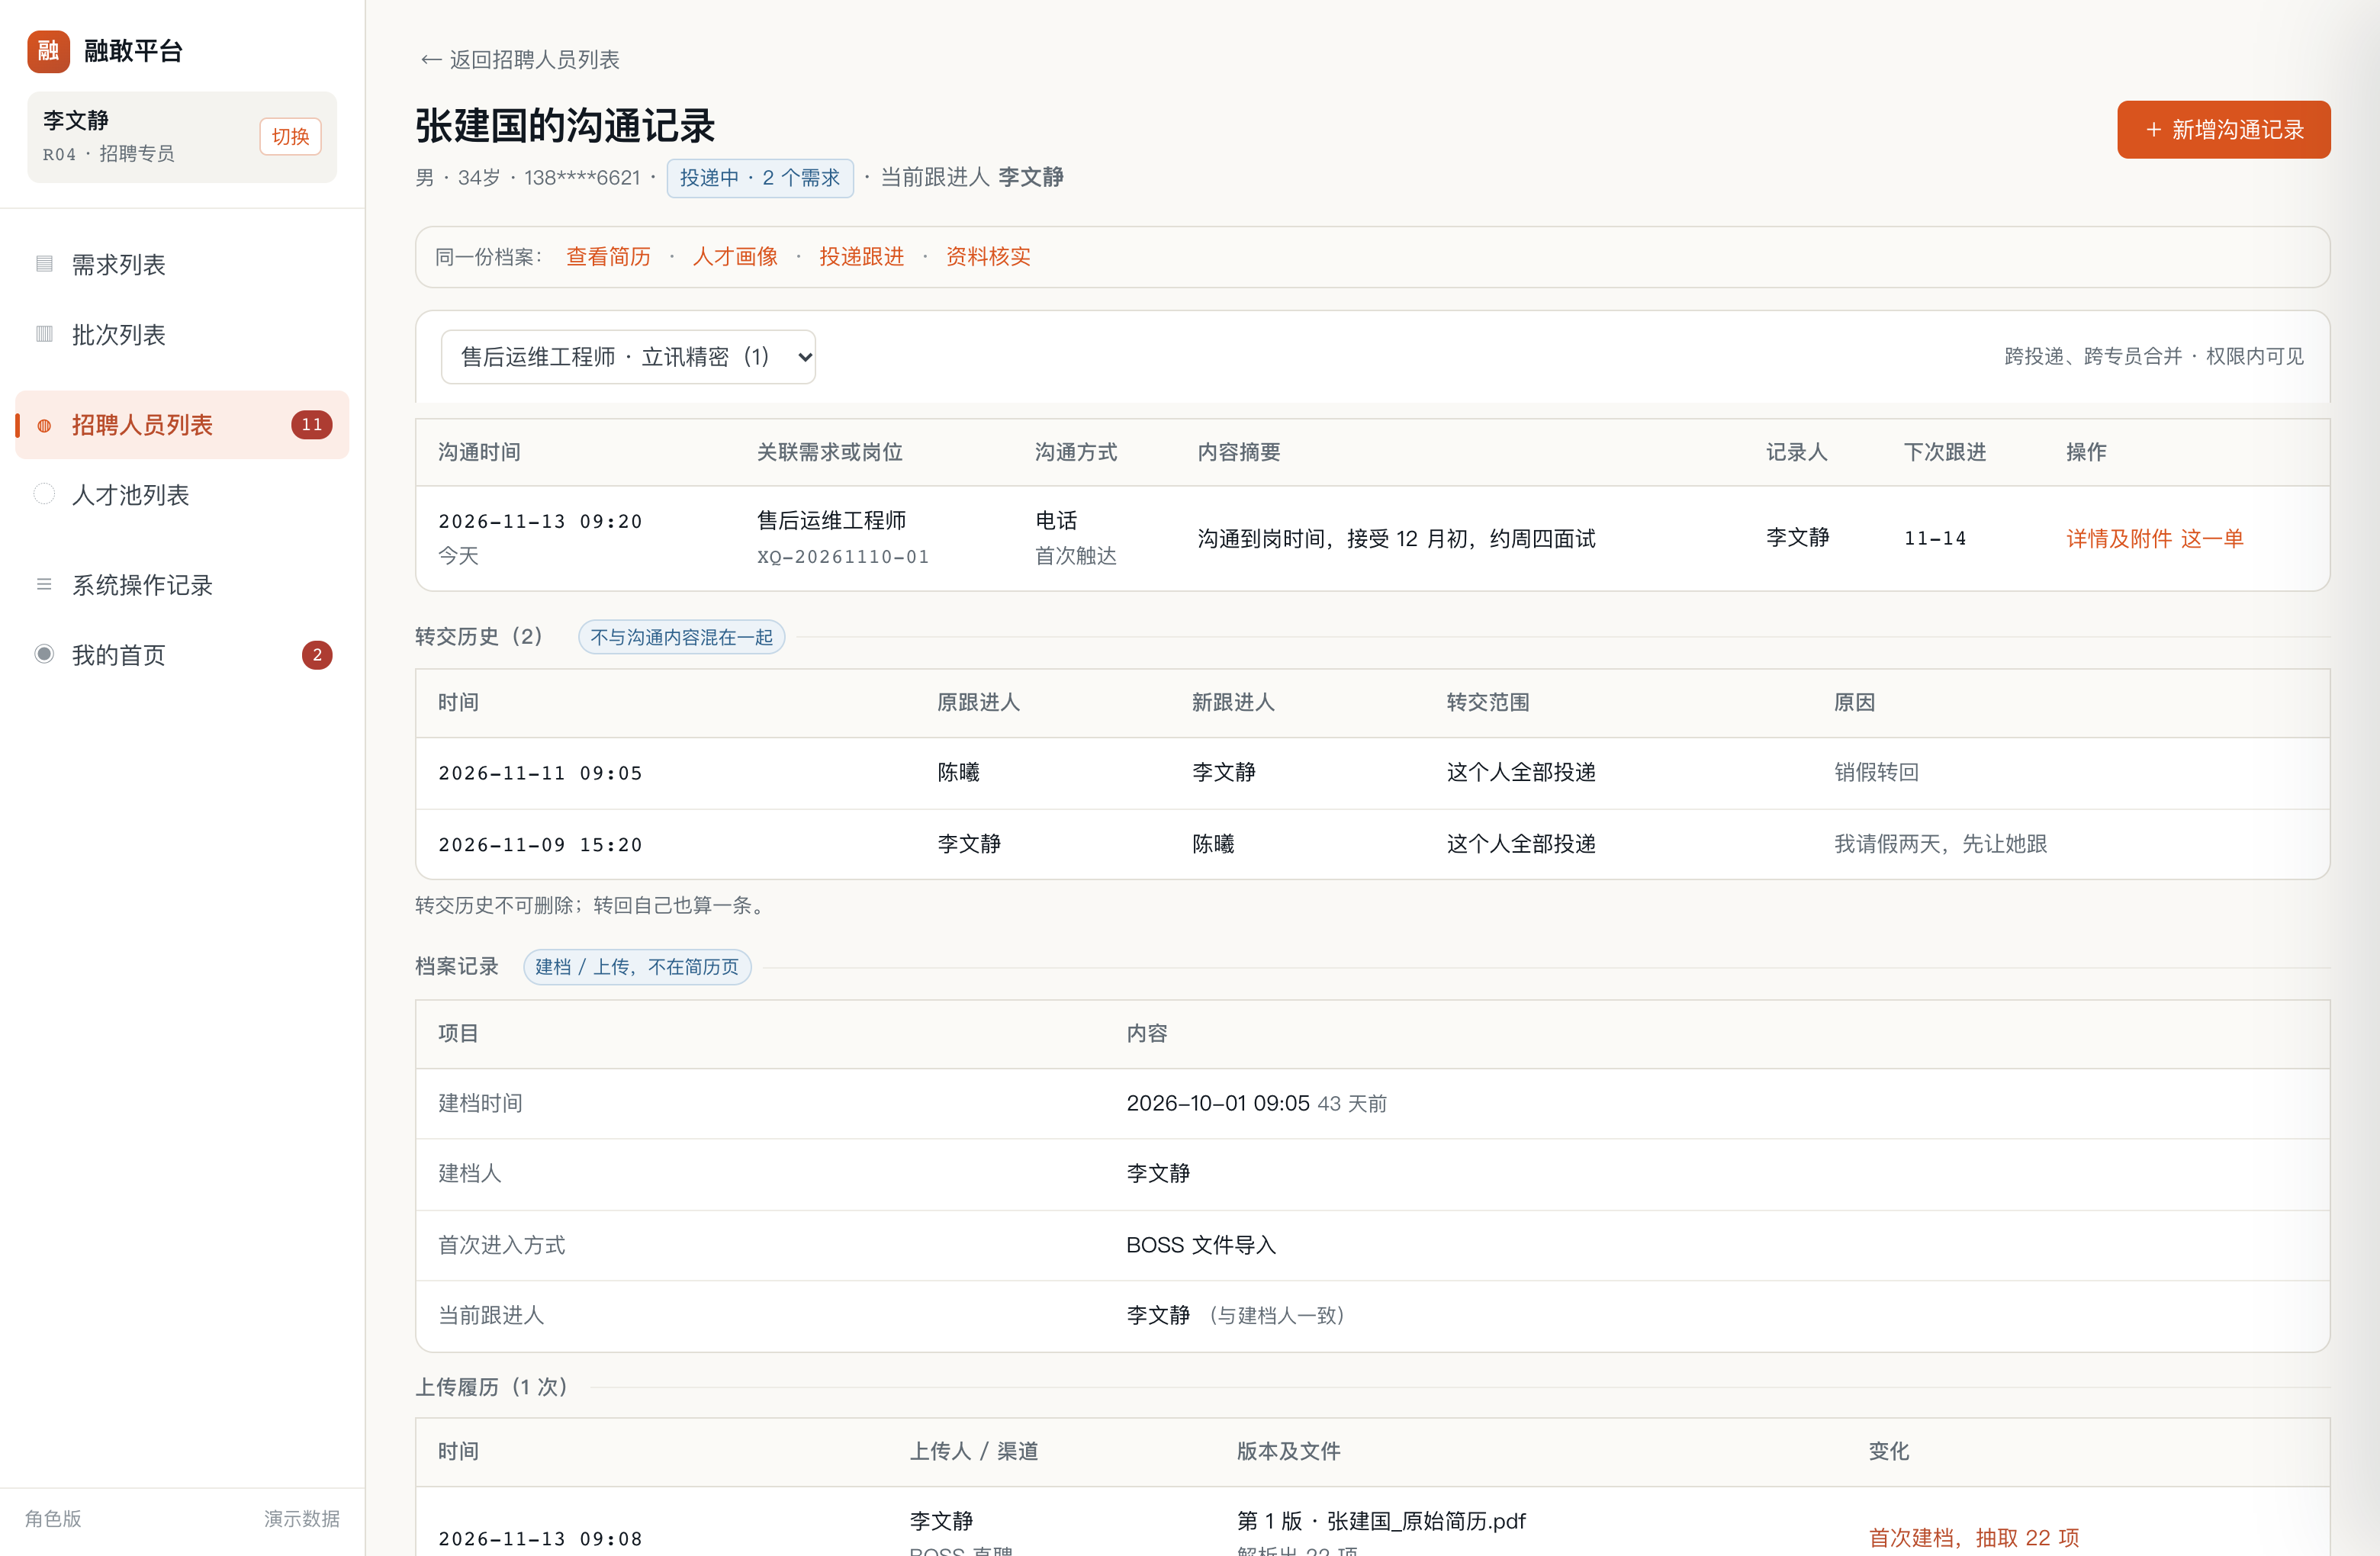 融 融敢平台
李文静
R04 · 招聘专员
切换
需求列表
批次列表
招聘人员列表 11
人才池列表
系统操作记录
我的首页 2
角色版 演示数据
← 返回招聘人员列表
张建国的沟通记录
+ 新增沟通记录
男 · 34岁 · 138****6621 · 投递中 · 2 个需求 · 当前跟进人 李文静
同一份档案： 查看简历 · 人才画像 · 投递跟进 · 资料核实
售后运维工程师 · 立讯精密（1） 跨投递、跨专员合并 · 权限内可见
沟通时间 关联需求或岗位 沟通方式 内容摘要 记录人 下次跟进 操作
2026-11-13 09:20 售后运维工程师 电话 沟通到岗时间，接受 12 月初，约周四面试 李文静 11-14 详情及附件 这一单
今天 XQ-20261110-01 首次触达
转交历史（2） 不与沟通内容混在一起
时间 原跟进人 新跟进人 转交范围 原因
2026-11-11 09:05 陈曦 李文静 这个人全部投递 销假转回
2026-11-09 15:20 李文静 陈曦 这个人全部投递 我请假两天，先让她跟
转交历史不可删除；转回自己也算一条。
档案记录 建档 / 上传，不在简历页
项目 内容
建档时间 2026-10-01 09:05 43 天前
建档人 李文静
首次进入方式 BOSS 文件导入
当前跟进人 李文静 （与建档人一致）
上传履历（1 次）
时间 上传人 / 渠道 版本及文件 变化
2026-11-13 09:08 李文静 第 1 版 · 张建国_原始简历.pdf 首次建档，抽取 22 项
BOSS 直聘 解析出 22 项